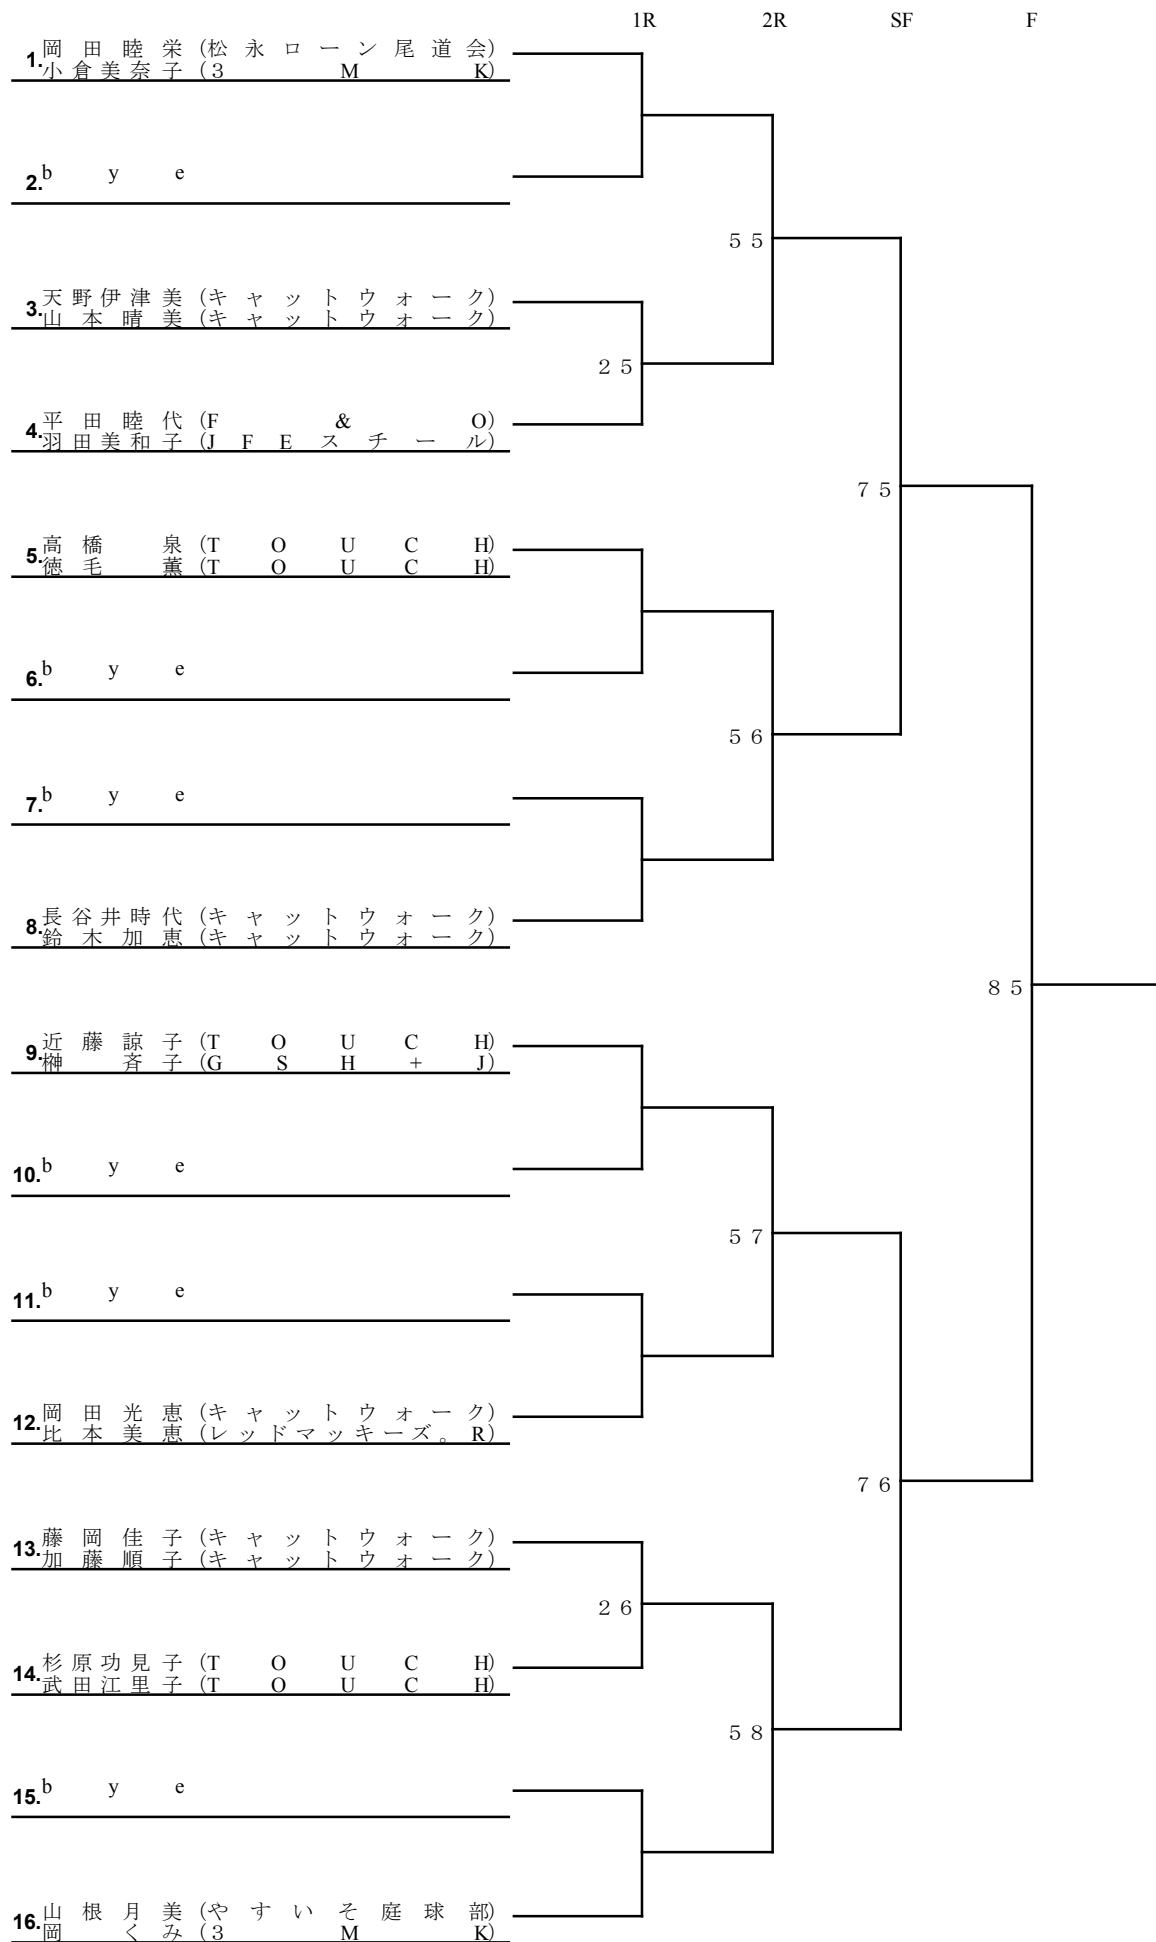 1R 2R SF F
1. 岡田睦栄(松永ローン尾道会)
小倉美奈子(3MK)
2. bye
55
3. 天野伊津美(キャットウォーク)
山本晴美(キャットウォーク)
25
4. 平田睦代(F&O)
羽田美和子(JFEスチール)
75
5. 高橋泉(TOUCH)
徳毛薫(TOUCH)
6. bye
56
7. bye
8. 長谷井時代(キャットウォーク)
鈴木加恵(キャットウォーク)
85
9. 近藤諒子(TOUCH)
榊斉子(GSH+J)
10. bye
57
11. bye
12. 岡田光恵(キャットウォーク)
比本美恵(レッドマッキーズ。R)
76
13. 藤岡佳子(キャットウォーク)
加藤順子(キャットウォーク)
26
14. 杉原功見子(TOUCH)
武田江里子(TOUCH)
58
15. bye
16. 山根月美(やすいそ庭球部)
岡くみ(3MK)